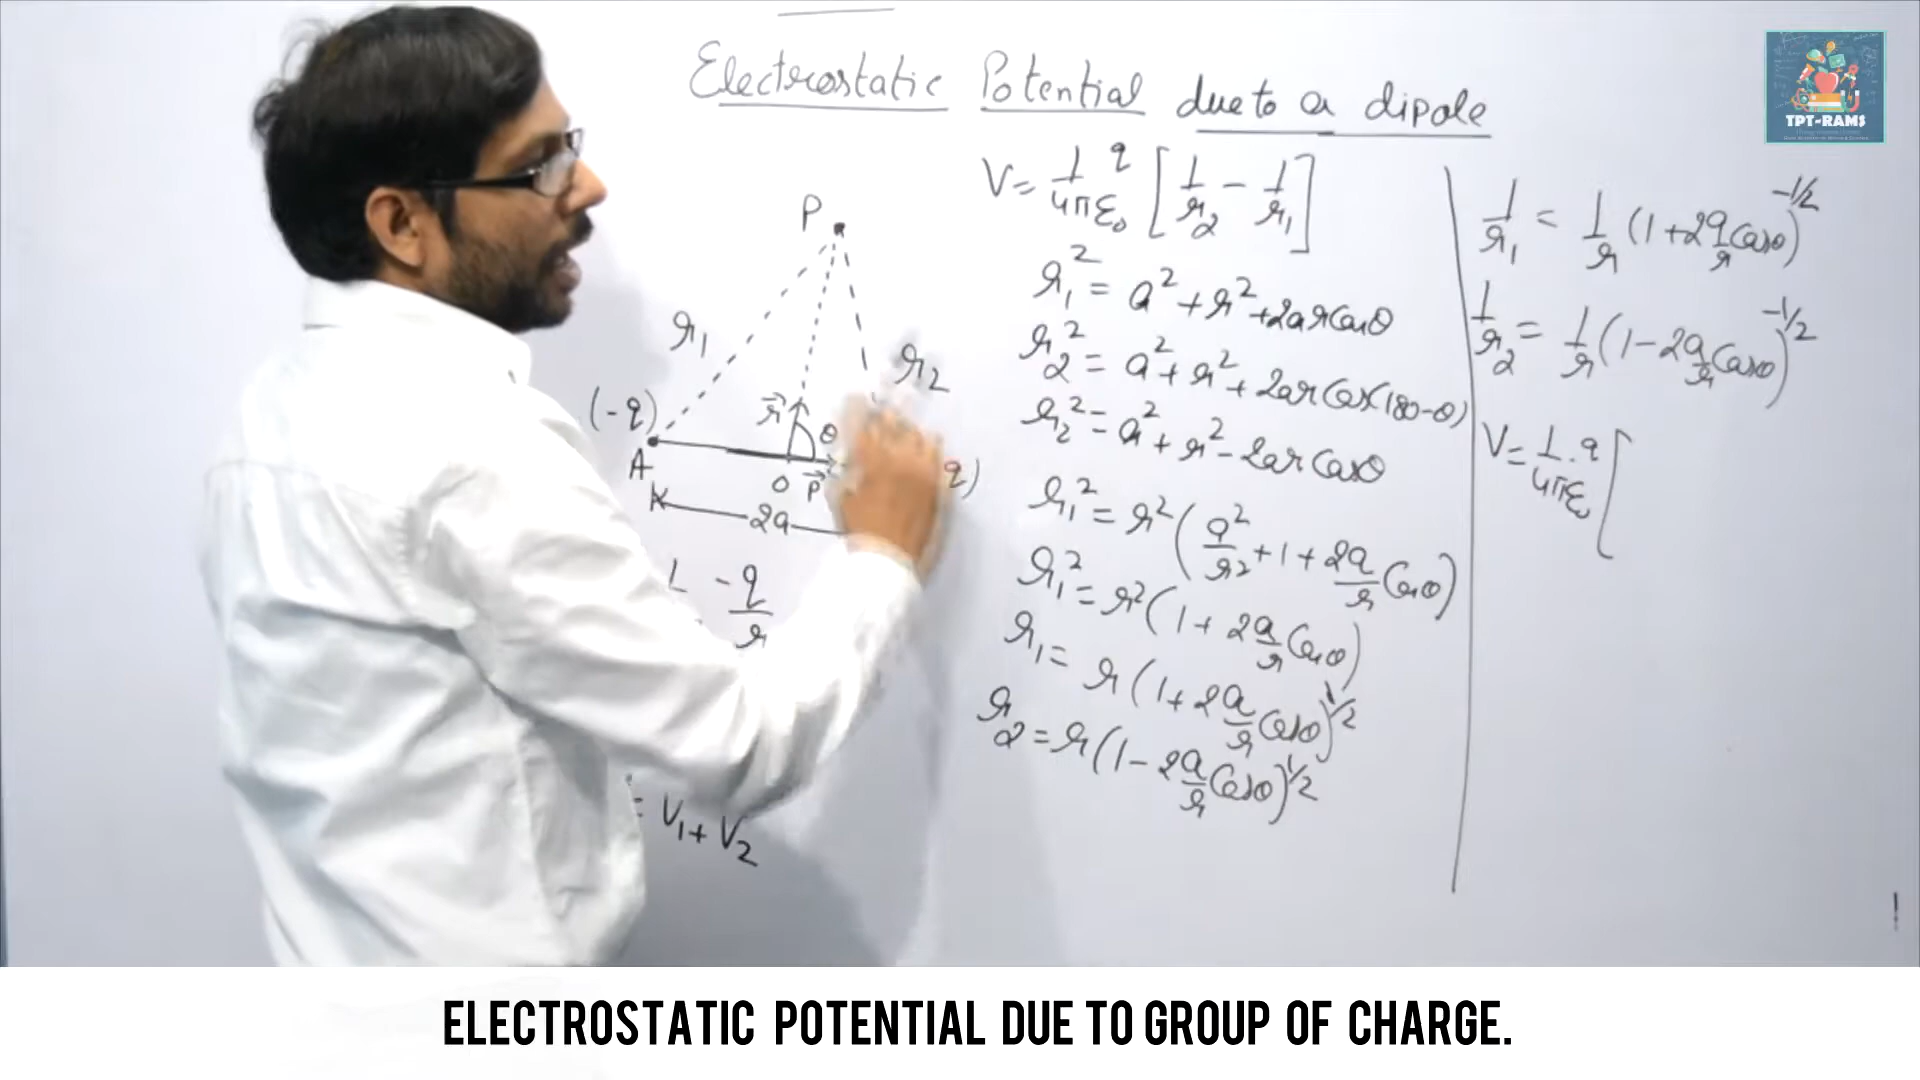 Electrostatic Potential due to a dipole
TPT-RAMS
V = 1/4πε₀ q [1/r₂ - 1/r₁]
r₁² = a² + r² + 2ar Cosθ
r₂² = a² + r² + 2ar Cos(180-θ)
r₂² = a² + r² - 2ar Cosθ
r₁² = r² (a²/r² + 1 + 2a/r Cosθ)
r₁² = r² (1 + 2a/r Cosθ)
r₁ = r (1 + 2a/r Cosθ)^1/2
r₂ = r (1 - 2a/r Cosθ)^1/2
1/r₁ = 1/r (1 + 2a/r Cosθ)^-1/2
1/r₂ = 1/r (1 - 2a/r Cosθ)^-1/2
V = 1/4πε . q [
P
r₁
r₂
(-q)
r⃗
θ
q)
A
O
p⃗
2a
-q/r
= V₁ + V₂
ELECTROSTATIC POTENTIAL DUE TO GROUP OF CHARGE.